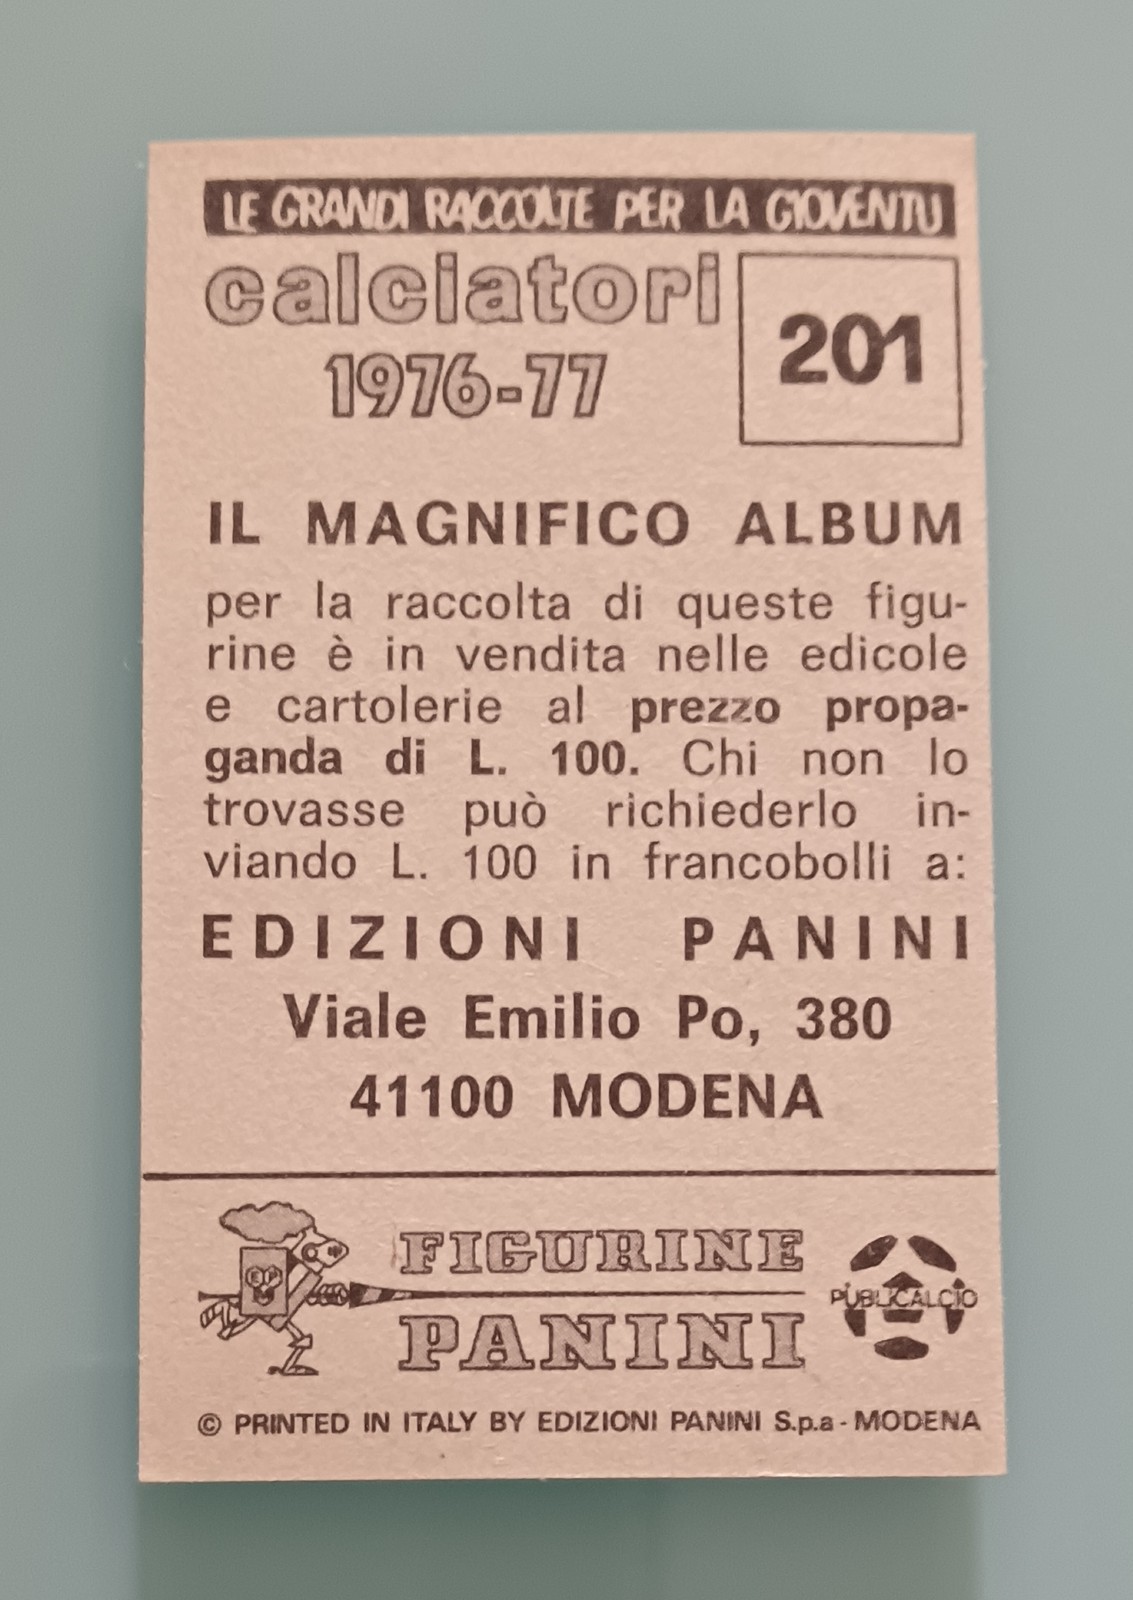 LE GRANDI RACCOLTE PER LA GIOVENTÙ
calciatori
1976-77
201
IL MAGNIFICO ALBUM
per la raccolta di queste figu-
rine è in vendita nelle edicole
e cartolerie al prezzo propa-
ganda di L. 100. Chi non lo
trovasse può richiederlo in-
viando L. 100 in francobolli a:
EDIZIONI PANINI
Viale Emilio Po, 380
41100 MODENA
EP
FIGURINE
PANINI
PUBLICALCIO
© PRINTED IN ITALY BY EDIZIONI PANINI S.p.a - MODENA